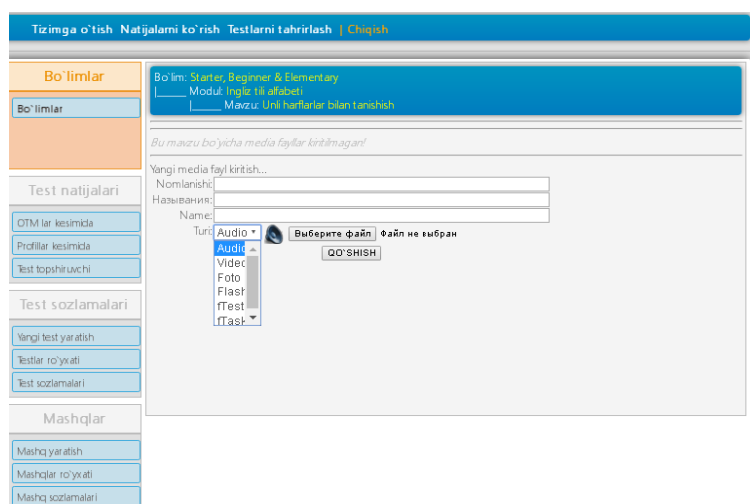 Tizimga o`tish Natijalarni ko`rish Testlarni tahrirlash | Chiqish
Bo`limlar
Bo`limlar
Test natijalari
OTM lar kesimida
Profillar kesimida
Test topshiruvchi
Test sozlamalari
Yangi test yaratish
Testlar ro`yxati
Test sozlamalari
Mashqlar
Mashq yaratish
Mashqlar ro`yxati
Mashq sozlamalari
Bo`lim: Starter, Beginner & Elementary
|_____ Modul: Ingliz tili alfabeti
|_____ Mavzu: Unli harflarlar bilan tanishish
Bu mavzu bo`yicha media fayllar kiritilmagan!
Yangi media fayl kiritish...
Nomlanishi:
Названия:
Name:
Turi: Audio Выберите файл Файл не выбран
QO`SHISH
Audio
Video
Foto
Flash
fTest
fTask